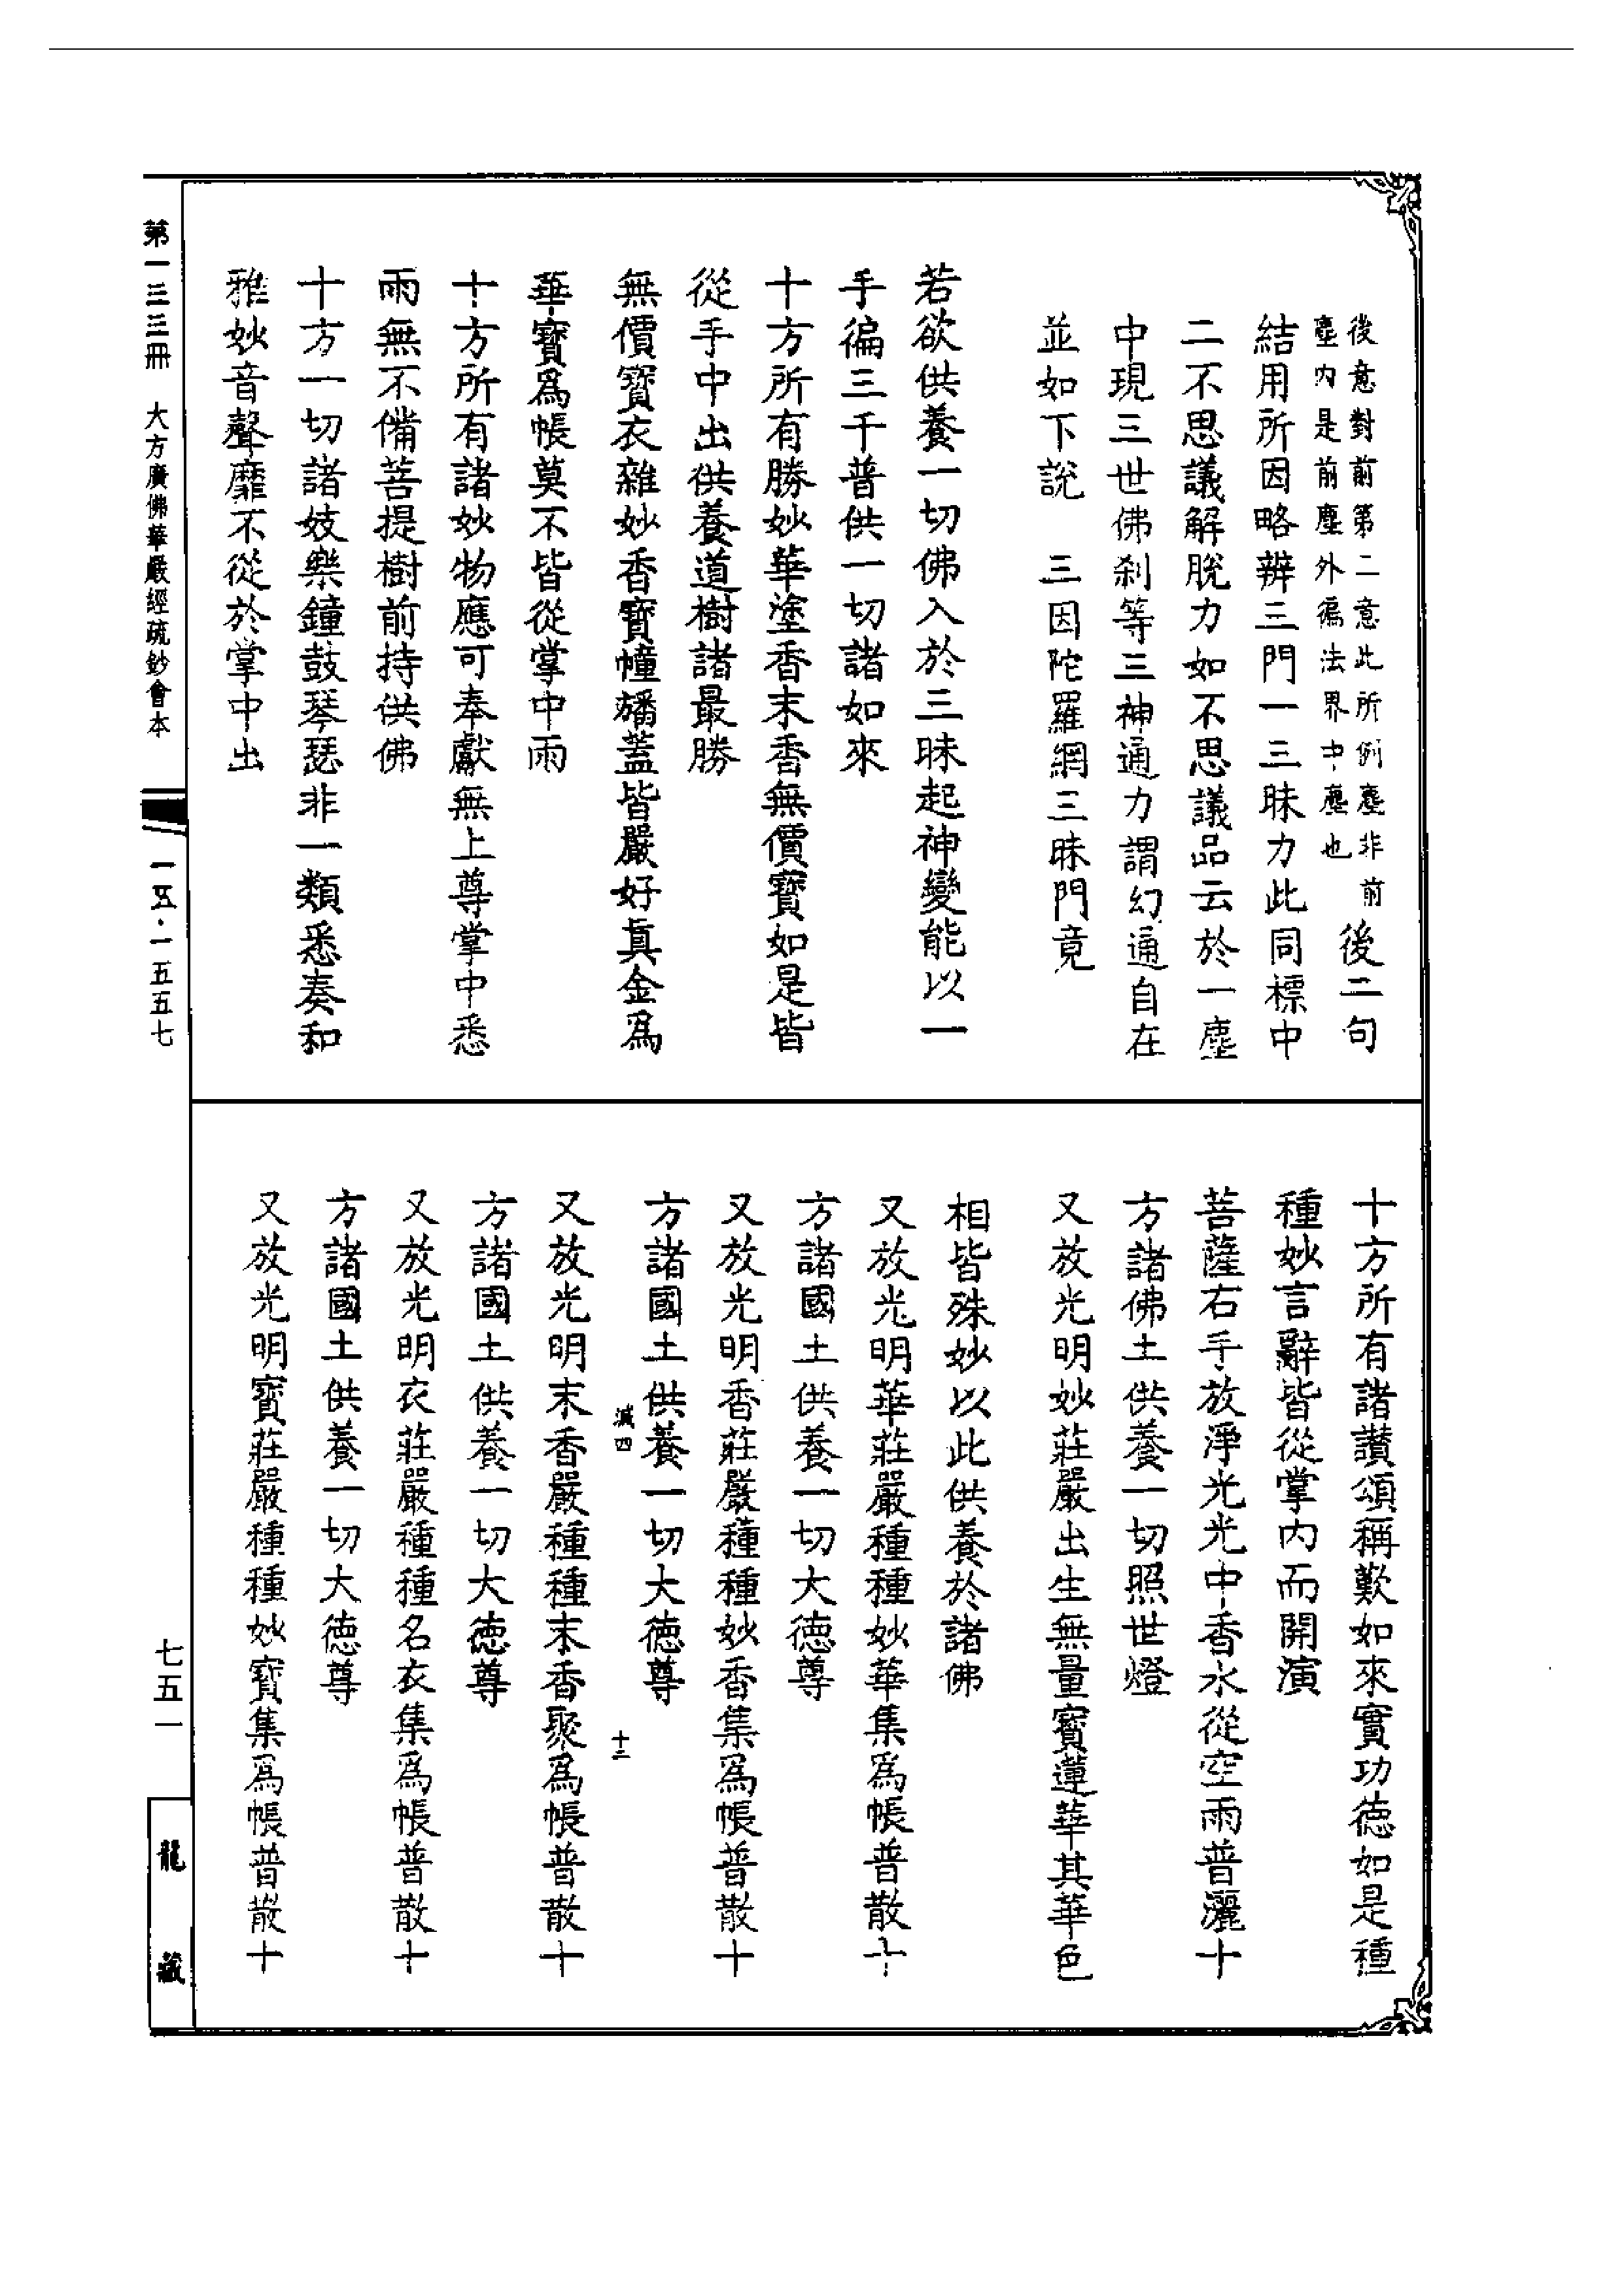 後意對前第二意此所例塵非前
塵內是前塵外徧法界中塵也
後二句
結用所因略辨三門一三昧力此同標中
二不思議解脫力如不思議品云於一塵
中現三世佛剎等三神通力謂幻通自在
並如下說　三因陀羅網三昧門竟
若欲供養一切佛入於三昧起神變能以一
手徧三千普供一切諸如來
十方所有勝妙華塗香末香無價寶如是皆
從手中出供養道樹諸最勝
無價寶衣雜妙香寶幢旛蓋皆嚴好真金為
華寶為帳莫不皆從掌中雨
十方所有諸妙物應可奉獻無上尊掌中悉
雨無不備菩提樹前持供佛
十方一切諸妓樂鐘鼓琴瑟非一類悉奏和
雅妙音聲靡不從於掌中出
十方所有諸讚頌稱歎如來實功德如是種
種妙言辭皆從掌內而開演
菩薩右手放淨光光中香水從空雨普灑十
方諸佛土供養一切照世燈
又放光明妙莊嚴出生無量寶蓮華其華色
相皆殊妙以此供養於諸佛
又放光明華莊嚴種種妙華集為帳普散十
方諸國土供養一切大德尊
又放光明香莊嚴種種妙香集為帳普散十
方諸國土供養一切大德尊
滅四　十三
又放光明末香嚴種種末香聚為帳普散十
方諸國土供養一切大德尊
又放光明衣莊嚴種種名衣集為帳普散十
方諸國土供養一切大德尊
又放光明寶莊嚴種種妙寶集為帳普散十
第一三三冊　大方廣佛華嚴經疏鈔會本
一五·一五五七
七五一
龍藏